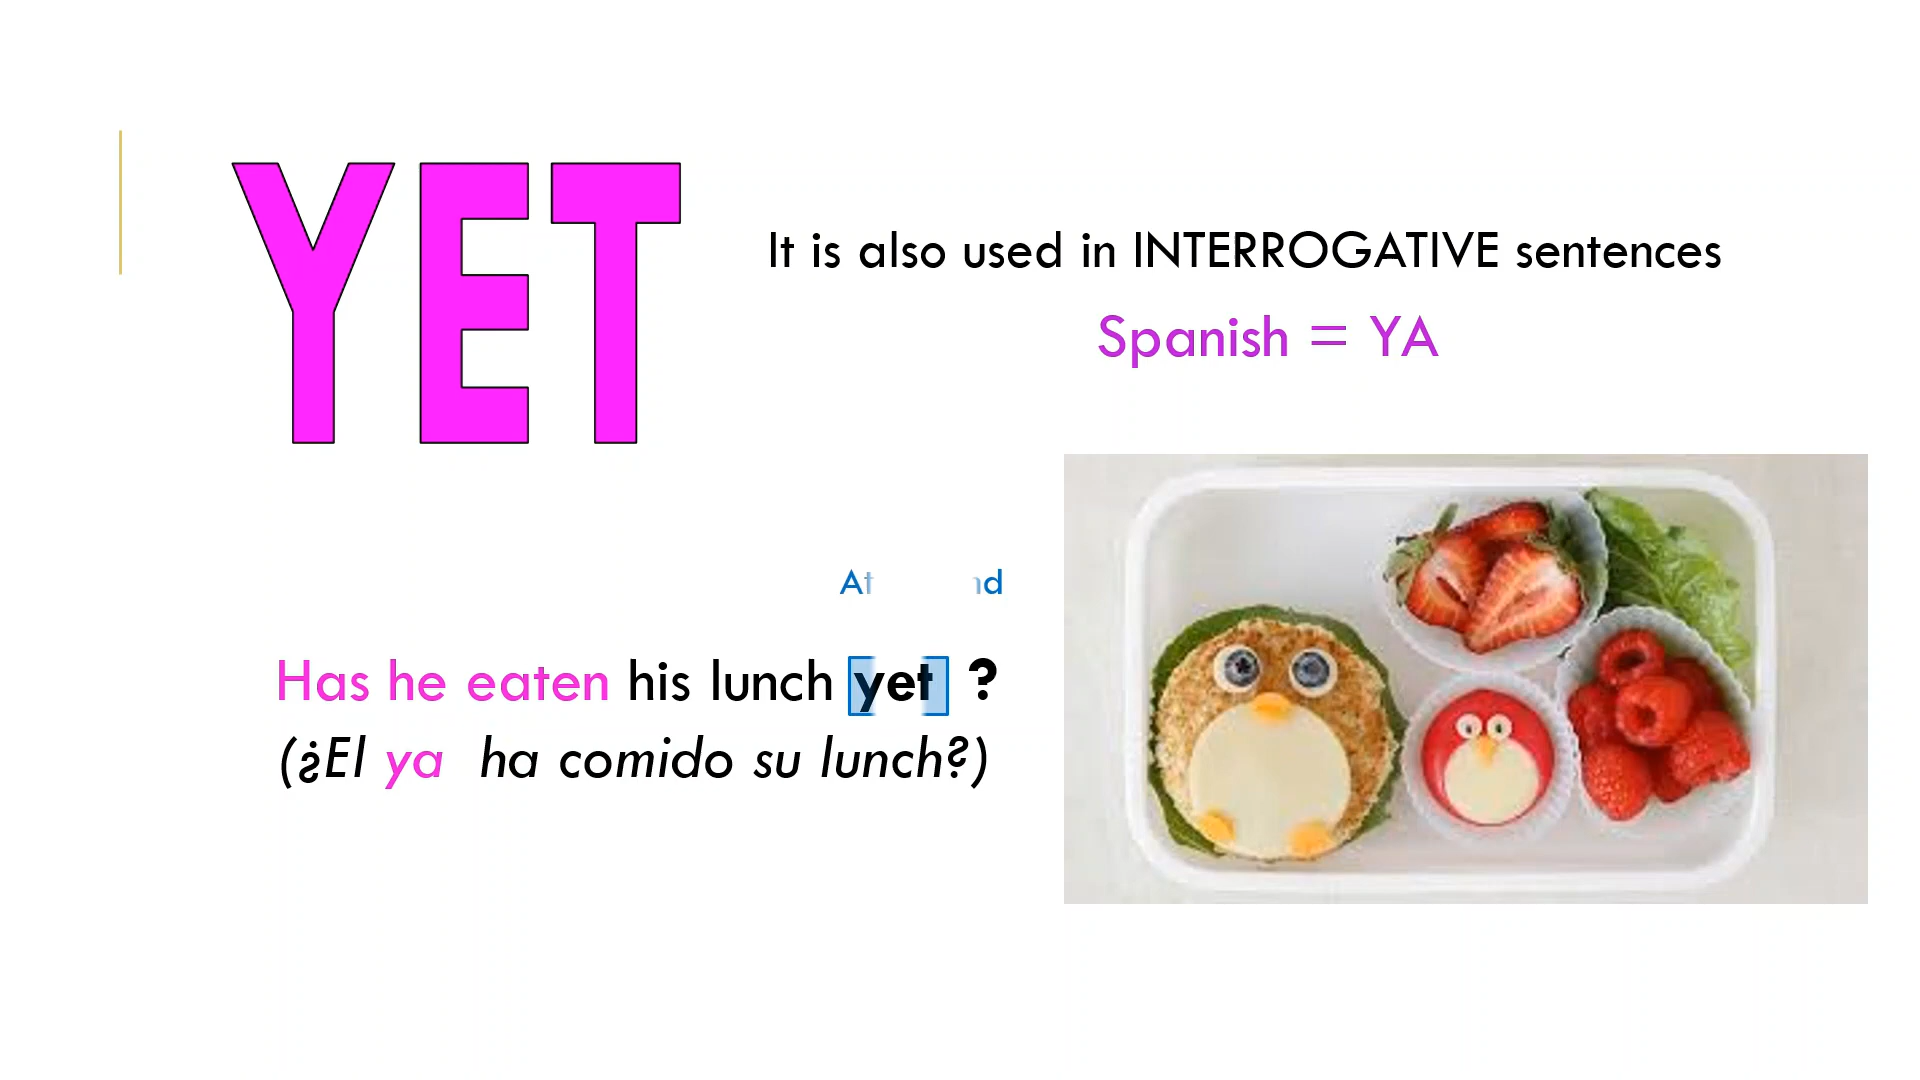 YET
It is also used in INTERROGATIVE sentences
Spanish = YA
Has he eaten his lunch yet ?
(¿El ya ha comido su lunch?)